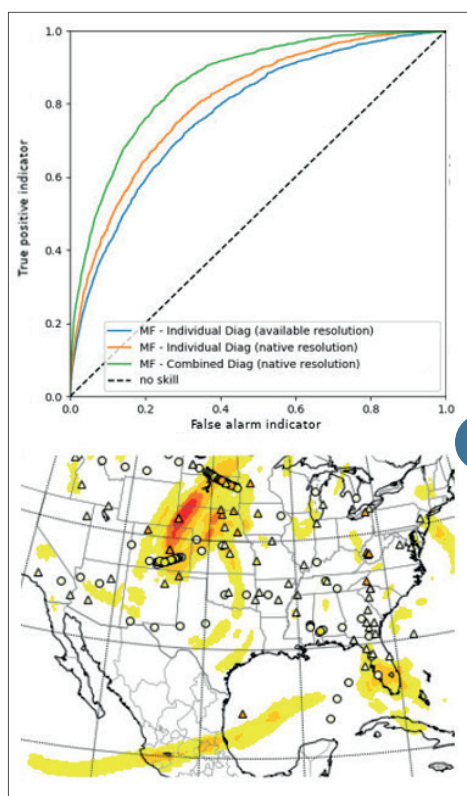 1.0
0.8
0.6
0.4
0.2
0.0
True positive indicator
MF - Individual Diag (available resolution)
MF - Individual Diag (native resolution)
MF - Combined Diag (native resolution)
no skill
0.0 0.2 0.4 0.6 0.8 1.0
False alarm indicator